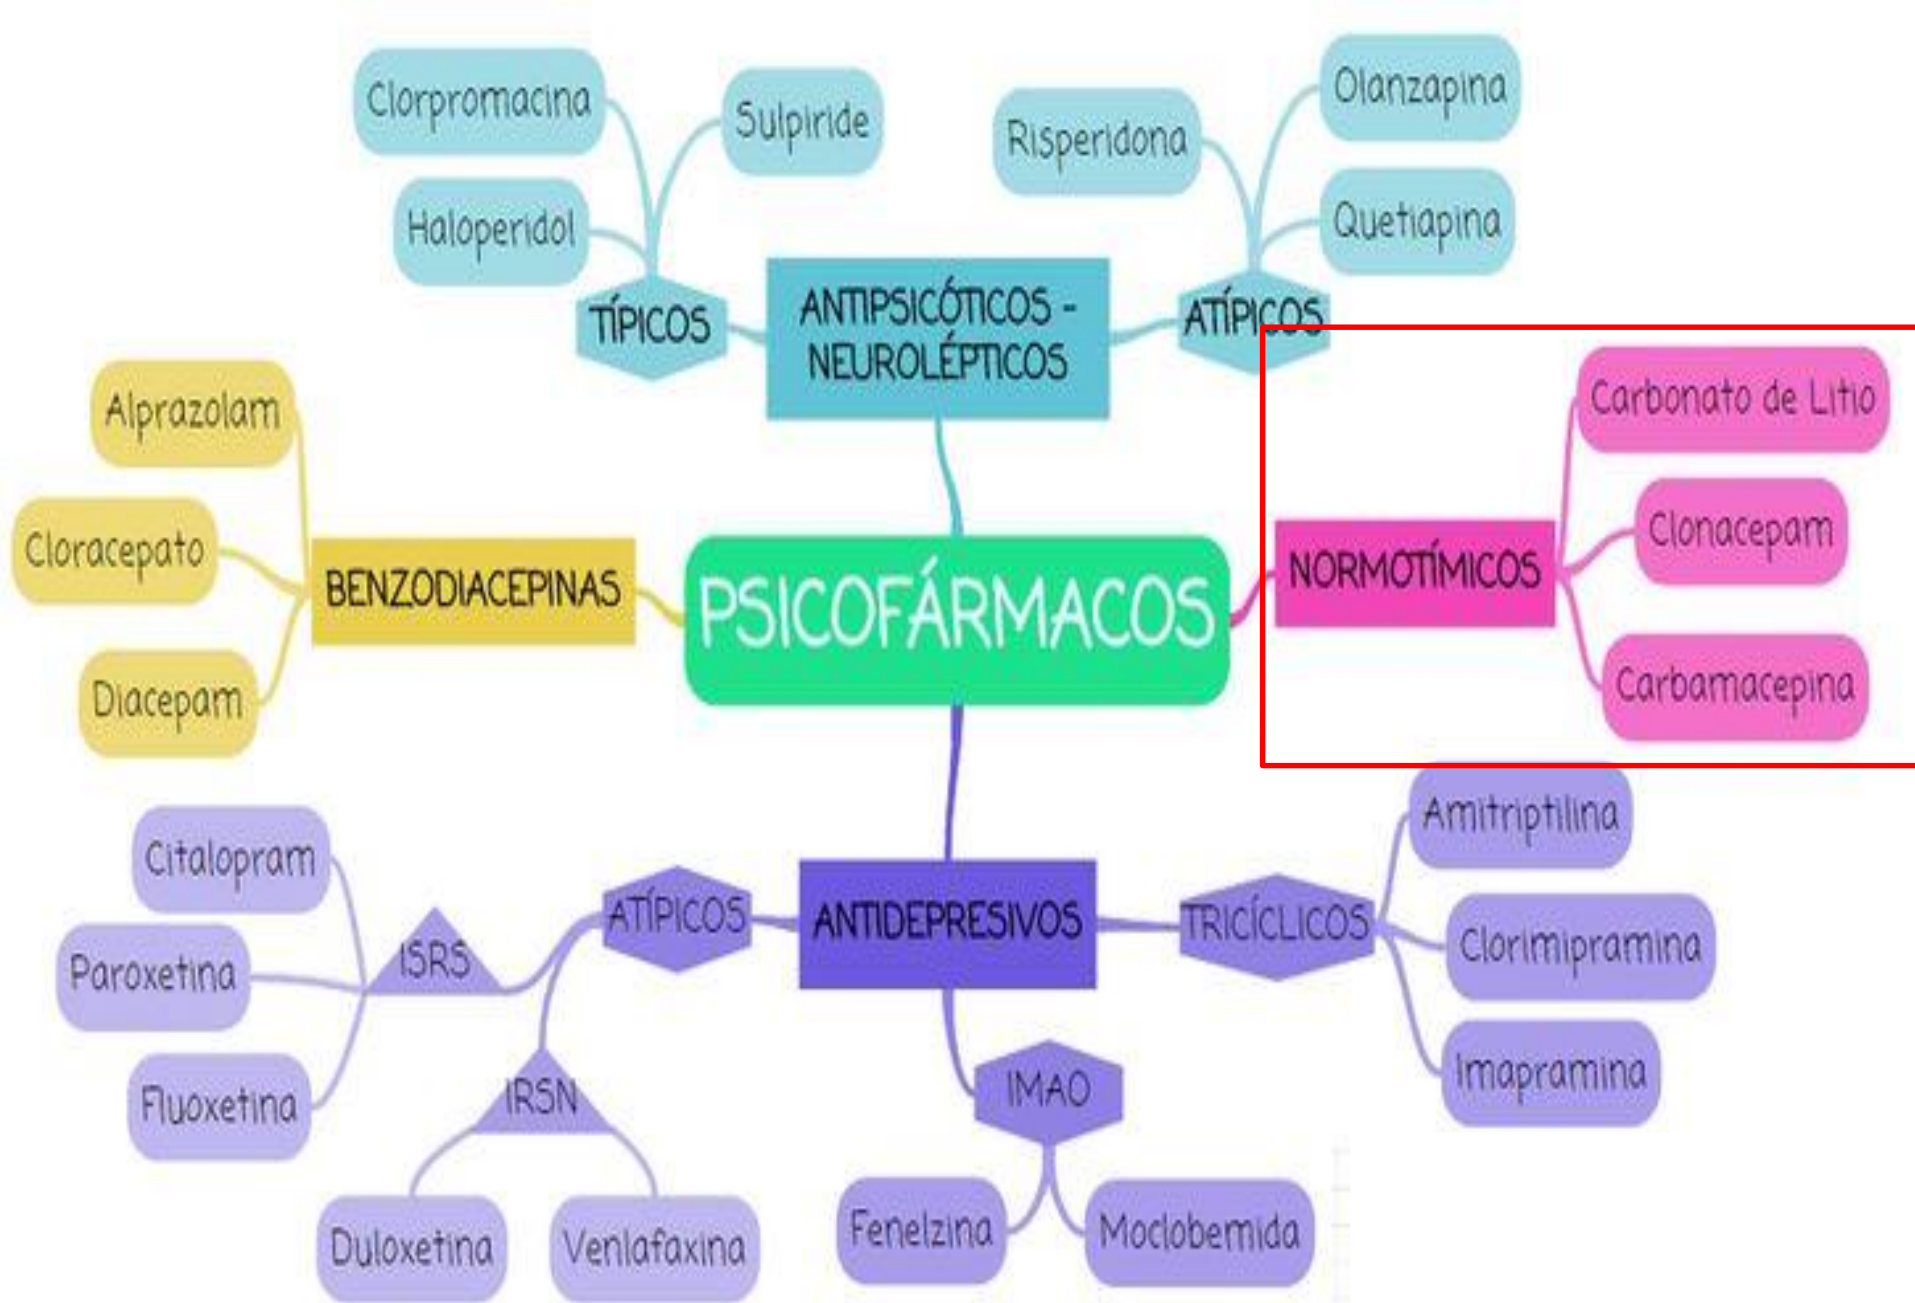 Clorpromacina
Sulpiride
Haloperidol
TÍPICOS
ANTIPSICÓTICOS -
NEUROLÉPTICOS
Risperidona
Olanzapina
Quetiapina
ATÍPICOS
Alprazolam
Cloracepato
Diacepam
BENZODIACEPINAS
PSICOFÁRMACOS
NORMOTÍMICOS
Carbonato de Litio
Clonacepam
Carbamacepina
Citalopram
Paroxetina
Fluoxetina
ISRS
ATÍPICOS
IRSN
Duloxetina
Venlafaxina
ANTIDEPRESIVOS
IMAO
Fenelzina
Moclobemida
TRICÍCLICOS
Amitriptilina
Clorimipramina
Imapramina